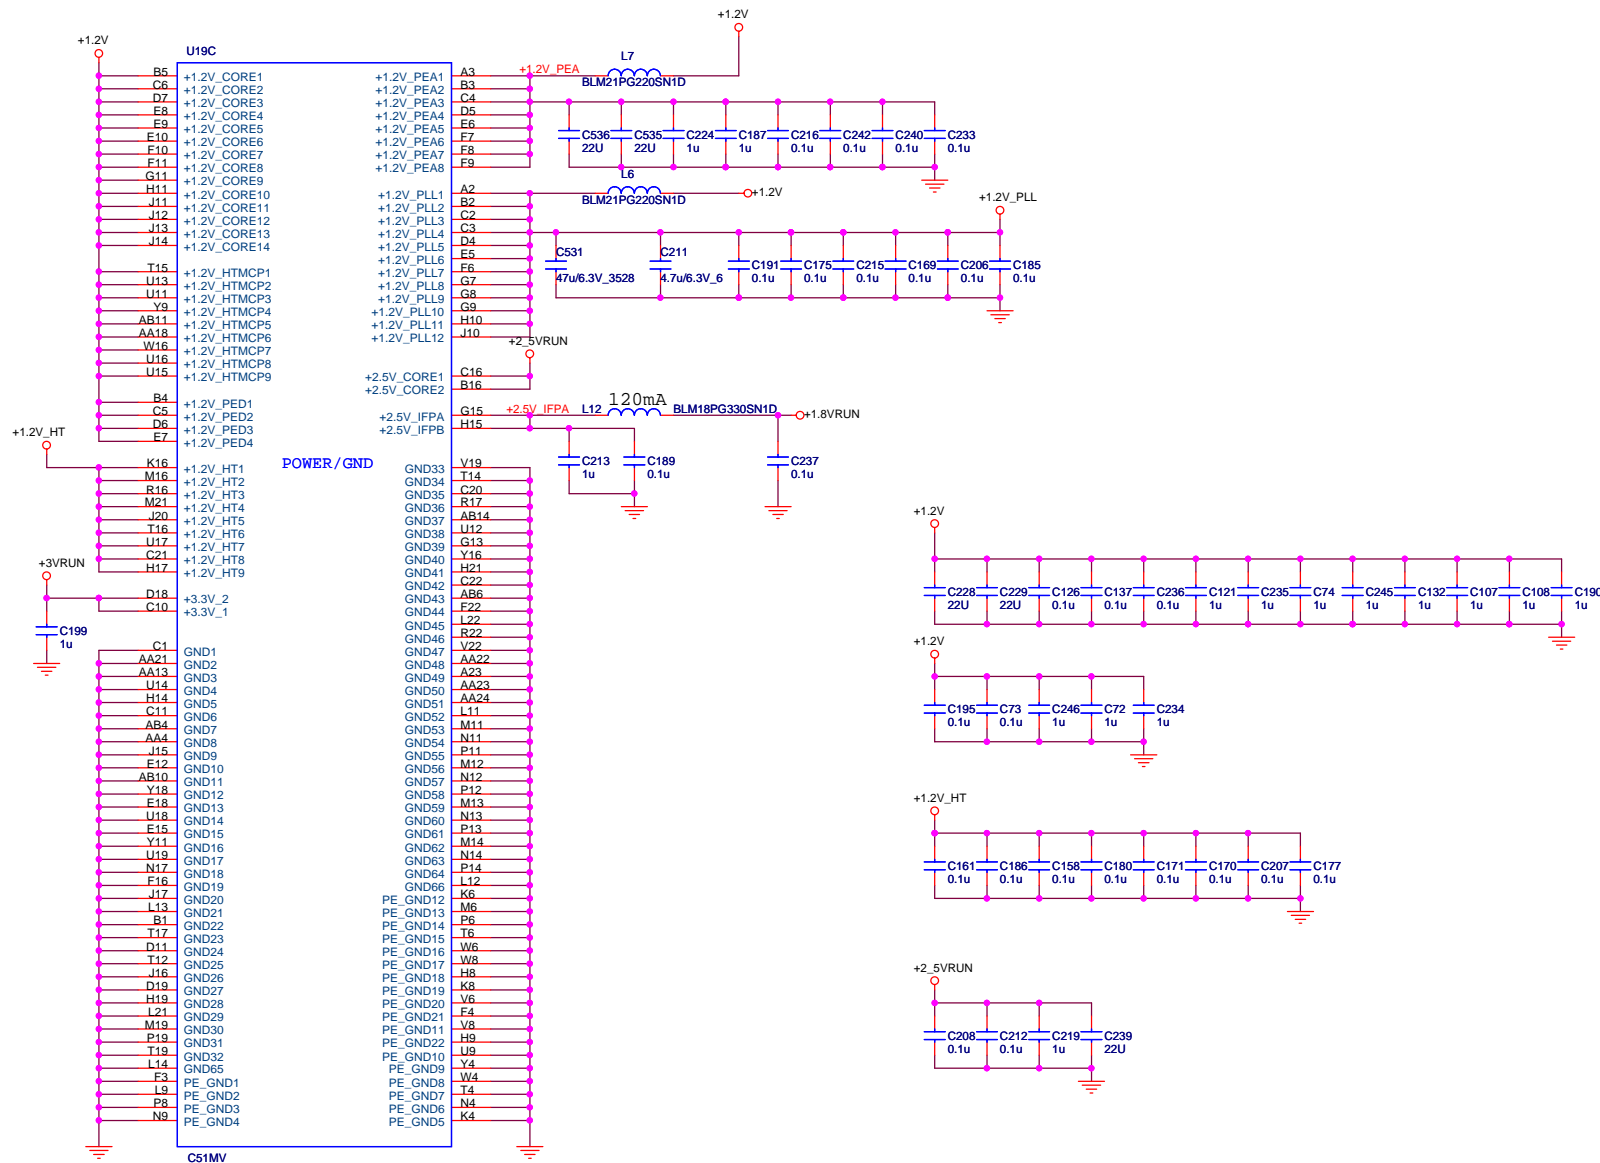 U19C
+1.2V
B5 +1.2V_CORE1
C6 +1.2V_CORE2
D7 +1.2V_CORE3
E8 +1.2V_CORE4
E9 +1.2V_CORE5
E10 +1.2V_CORE6
F10 +1.2V_CORE7
F11 +1.2V_CORE8
G11 +1.2V_CORE9
H11 +1.2V_CORE10
J11 +1.2V_CORE11
J12 +1.2V_CORE12
J13 +1.2V_CORE13
J14 +1.2V_CORE14
T15 +1.2V_HTMCP1
U13 +1.2V_HTMCP2
U11 +1.2V_HTMCP3
Y9 +1.2V_HTMCP4
AB11 +1.2V_HTMCP5
AA18 +1.2V_HTMCP6
W16 +1.2V_HTMCP7
U16 +1.2V_HTMCP8
U15 +1.2V_HTMCP9
B4 +1.2V_PED1
C5 +1.2V_PED2
D6 +1.2V_PED3
E7 +1.2V_PED4
+1.2V_HT
K16 +1.2V_HT1
M16 +1.2V_HT2
R16 +1.2V_HT3
M21 +1.2V_HT4
J20 +1.2V_HT5
T16 +1.2V_HT6
U17 +1.2V_HT7
C21 +1.2V_HT8
H17 +1.2V_HT9
+3VRUN
D18 +3.3V_2
C10 +3.3V_1
C199
1u
C1 GND1
AA21 GND2
AA13 GND3
U14 GND4
H14 GND5
C11 GND6
AB4 GND7
AA4 GND8
J15 GND9
E12 GND10
AB10 GND11
Y18 GND12
E18 GND13
U18 GND14
E15 GND15
Y11 GND16
U19 GND17
N17 GND18
F16 GND19
J17 GND20
L13 GND21
B1 GND22
T17 GND23
D11 GND24
T12 GND25
J16 GND26
D19 GND27
H19 GND28
L21 GND29
M19 GND30
P19 GND31
T19 GND32
L14 GND65
F3 PE_GND1
L9 PE_GND2
P8 PE_GND3
N9 PE_GND4
POWER/GND
C51MV
+1.2V_PEA1 A3
+1.2V_PEA2 B3
+1.2V_PEA3 C4
+1.2V_PEA4 D5
+1.2V_PEA5 E6
+1.2V_PEA6 F7
+1.2V_PEA7 F8
+1.2V_PEA8 F9
+1.2V_PLL1 A2
+1.2V_PLL2 B2
+1.2V_PLL3 C2
+1.2V_PLL4 C3
+1.2V_PLL5 D4
+1.2V_PLL6 E5
+1.2V_PLL7 F6
+1.2V_PLL8 G7
+1.2V_PLL9 G8
+1.2V_PLL10 G9
+1.2V_PLL11 H10
+1.2V_PLL12 J10
+2_5VRUN
+2.5V_CORE1 C16
+2.5V_CORE2 B16
+2.5V_IFPA G15
+2.5V_IFPB H15
GND33 V19
GND34 T14
GND35 C20
GND36 R17
GND37 AB14
GND38 U12
GND39 G13
GND40 Y16
GND41 H21
GND42 C22
GND43 AB6
GND44 F22
GND45 L22
GND46 R22
GND47 V22
GND48 AA22
GND49 A23
GND50 AA23
GND51 AA24
GND52 L11
GND53 M11
GND54 N11
GND55 P11
GND56 M12
GND57 N12
GND58 P12
GND59 M13
GND60 N13
GND61 P13
GND62 M14
GND63 N14
GND64 P14
GND66 L12
PE_GND12 K6
PE_GND13 M6
PE_GND14 P6
PE_GND15 T6
PE_GND16 W6
PE_GND17 W8
PE_GND18 H8
PE_GND19 K8
PE_GND20 V6
PE_GND21 F4
PE_GND11 V8
PE_GND22 H9
PE_GND10 U9
PE_GND9 Y4
PE_GND8 W4
PE_GND7 T4
PE_GND6 N4
PE_GND5 K4
+1.2V
+1.2V_PEA
L7
BLM21PG220SN1D
C536 C535 C224 C187 C216 C242 C240 C233
22U 22U 1u 1u 0.1u 0.1u 0.1u 0.1u
L6
BLM21PG220SN1D
+1.2V
+1.2V_PLL
C531 C211 C191 C175 C215 C169 C206 C185
47u/6.3V_3528 4.7u/6.3V_6 0.1u 0.1u 0.1u 0.1u 0.1u 0.1u
+2.5V_IFPA L12 120mA BLM18PG330SN1D +1.8VRUN
C213 C189 C237
1u 0.1u 0.1u
+1.2V
C228 C229 C126 C137 C236 C121 C235 C74 C245 C132 C107 C108 C190
22U 22U 0.1u 0.1u 0.1u 1u 1u 1u 1u 1u 1u 1u 1u
+1.2V
C195 C73 C246 C72 C234
0.1u 0.1u 1u 1u 1u
+1.2V_HT
C161 C186 C158 C180 C171 C170 C207 C177
0.1u 0.1u 0.1u 0.1u 0.1u 0.1u 0.1u 0.1u
+2_5VRUN
C208 C212 C219 C239
0.1u 0.1u 1u 22U